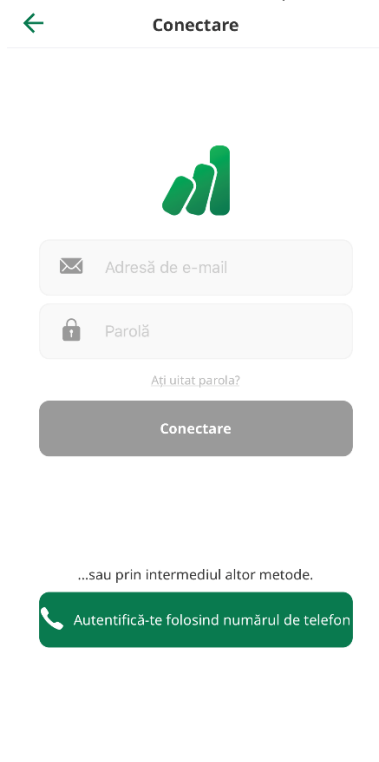 Conectare
Adresă de e-mail
Parolă
Ați uitat parola?
Conectare
...sau prin intermediul altor metode.
Autentifică-te folosind numărul de telefon